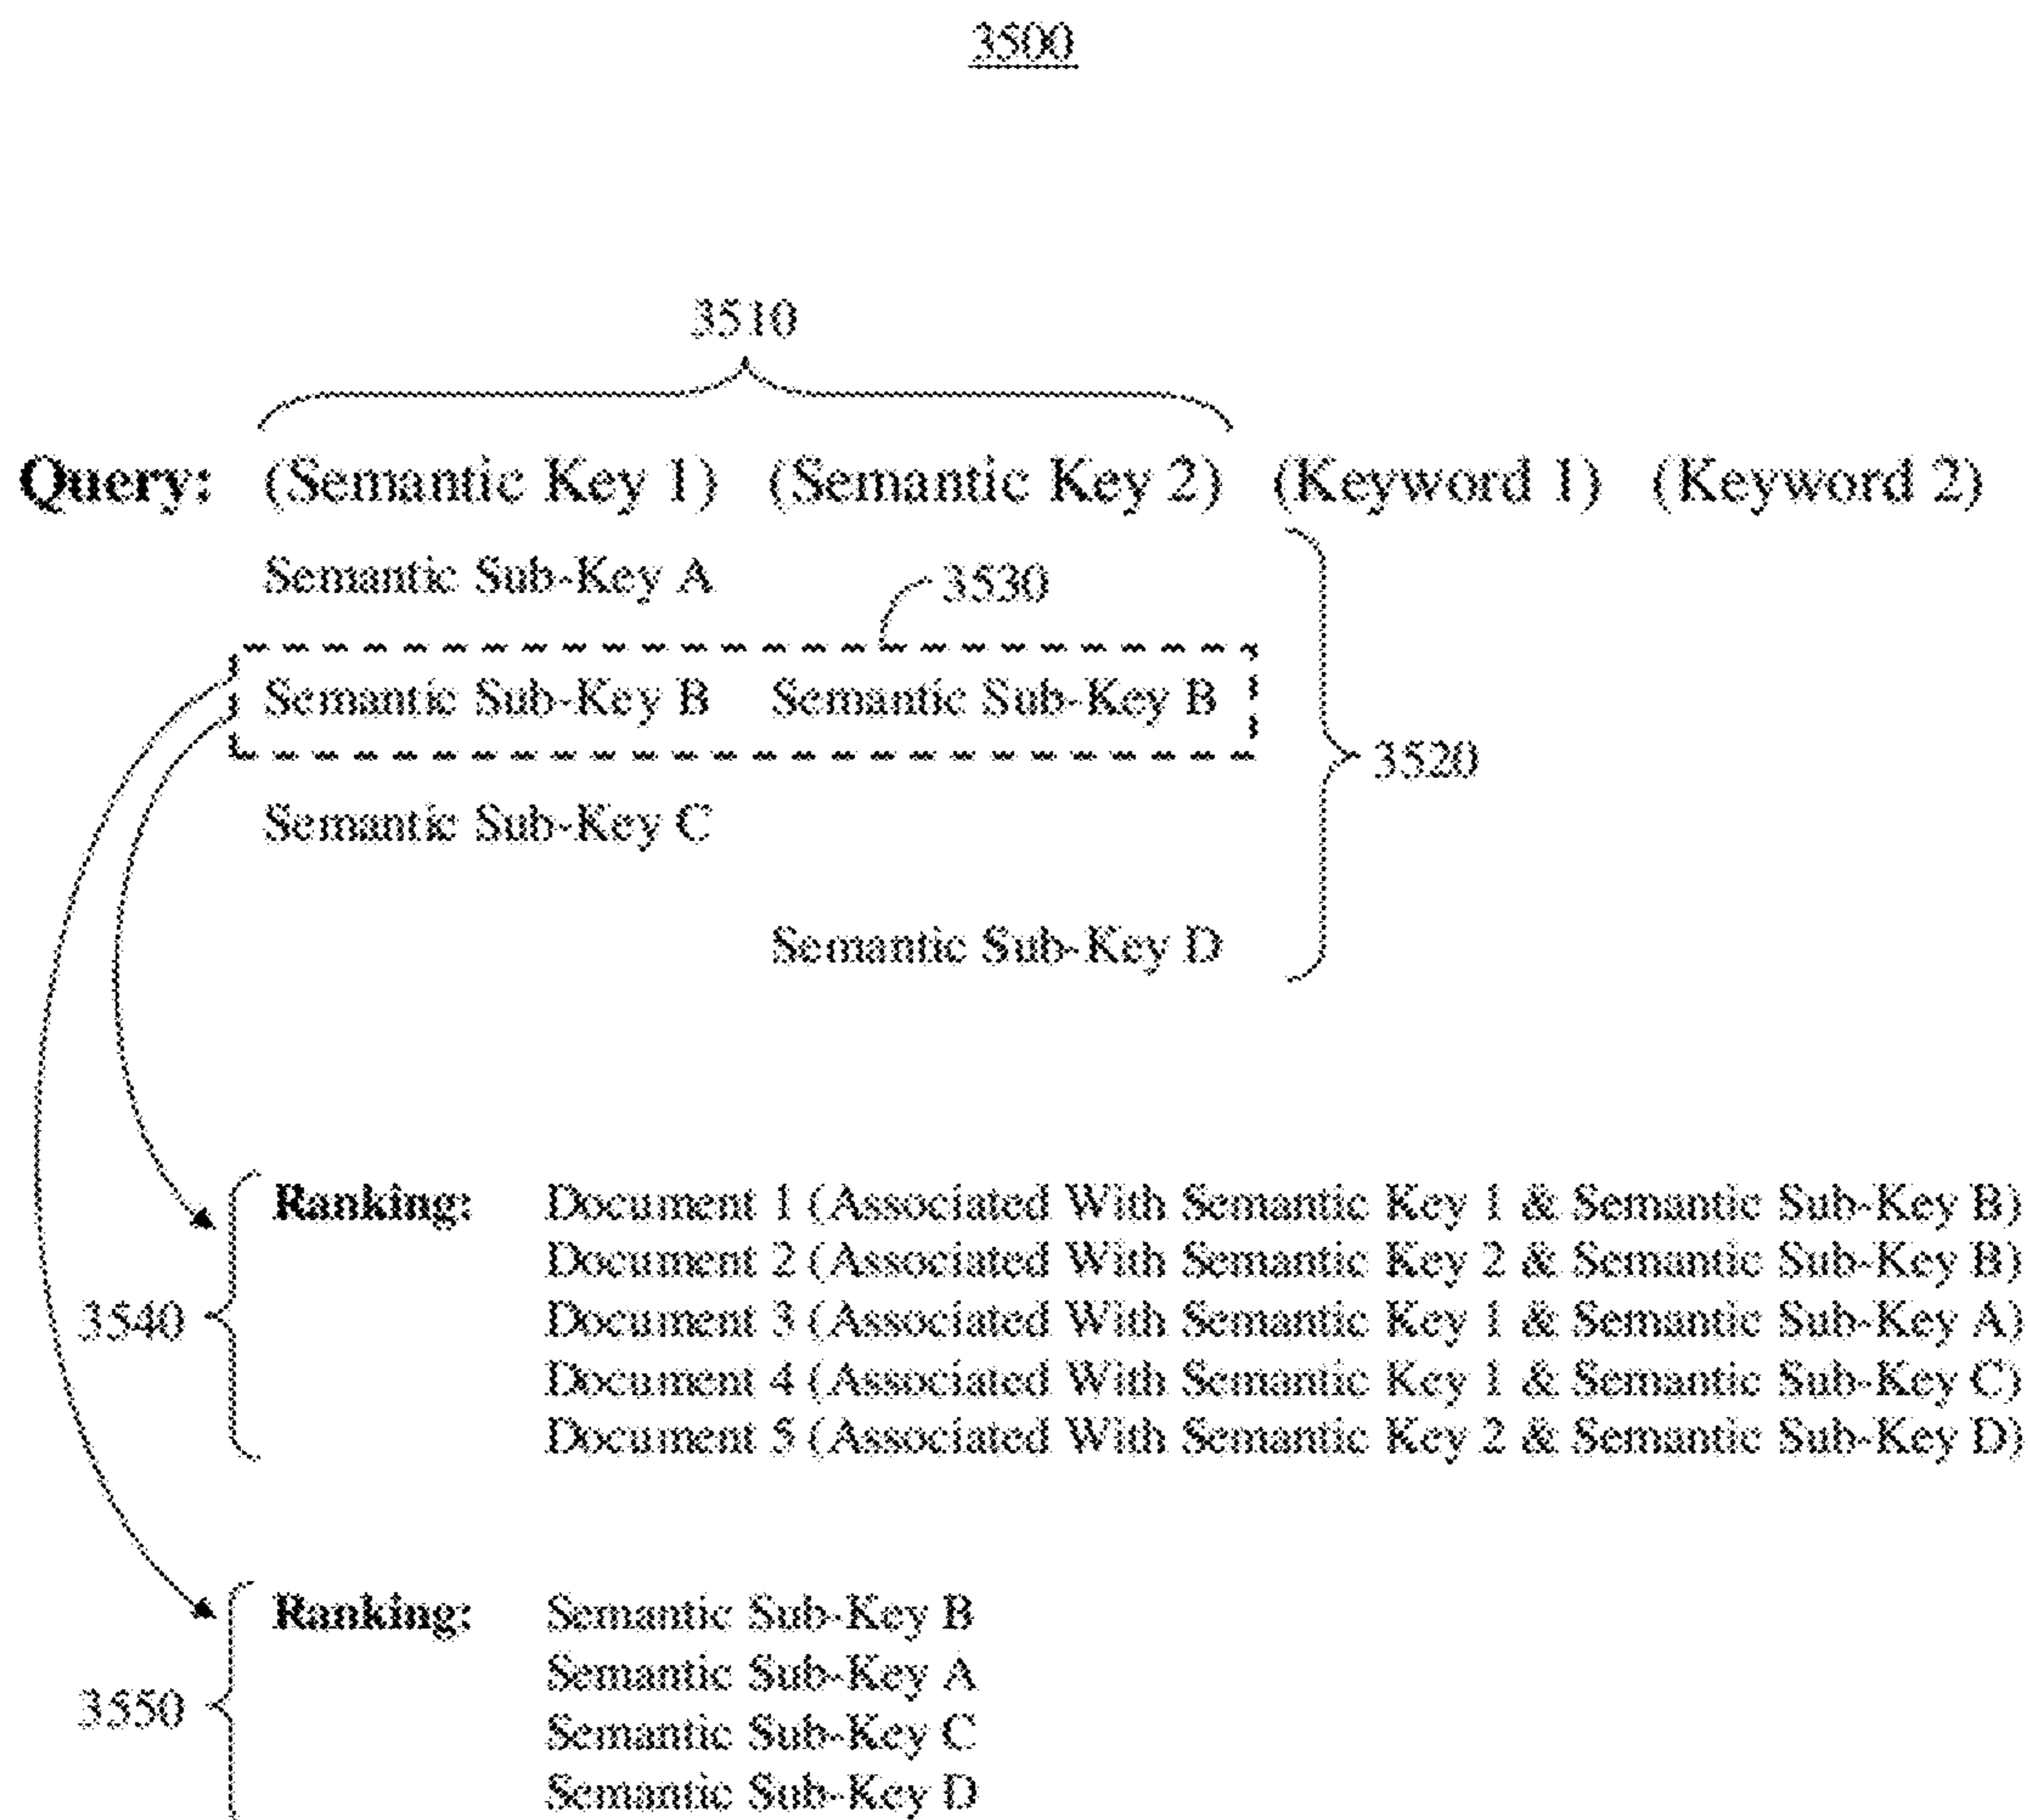 3500
3510
Query: (Semantic Key 1) (Semantic Key 2) (Keyword 1) (Keyword 2)
Semantic Sub-Key A
3530
Semantic Sub-Key B Semantic Sub-Key B
3520
Semantic Sub-Key C
Semantic Sub-Key D
Ranking: Document 1 (Associated With Semantic Key 1 & Semantic Sub-Key B)
Document 2 (Associated With Semantic Key 2 & Semantic Sub-Key B)
3540
Document 3 (Associated With Semantic Key 1 & Semantic Sub-Key A)
Document 4 (Associated With Semantic Key 1 & Semantic Sub-Key C)
Document 5 (Associated With Semantic Key 2 & Semantic Sub-Key D)
Ranking: Semantic Sub-Key B
Semantic Sub-Key A
3550
Semantic Sub-Key C
Semantic Sub-Key D